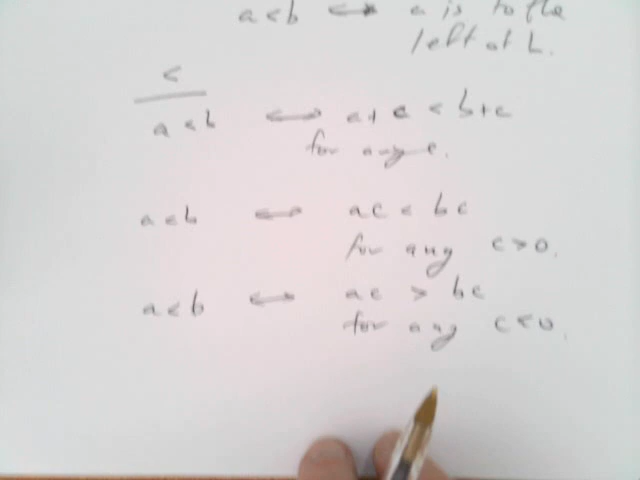 a<b ⟺ a is to the
left of b.
<
a<b ⟺ a+c < b+c
for any c.
a<b ⟺ ac < bc
for any c>0.
a<b ⟺ ac > bc
for any c<0.